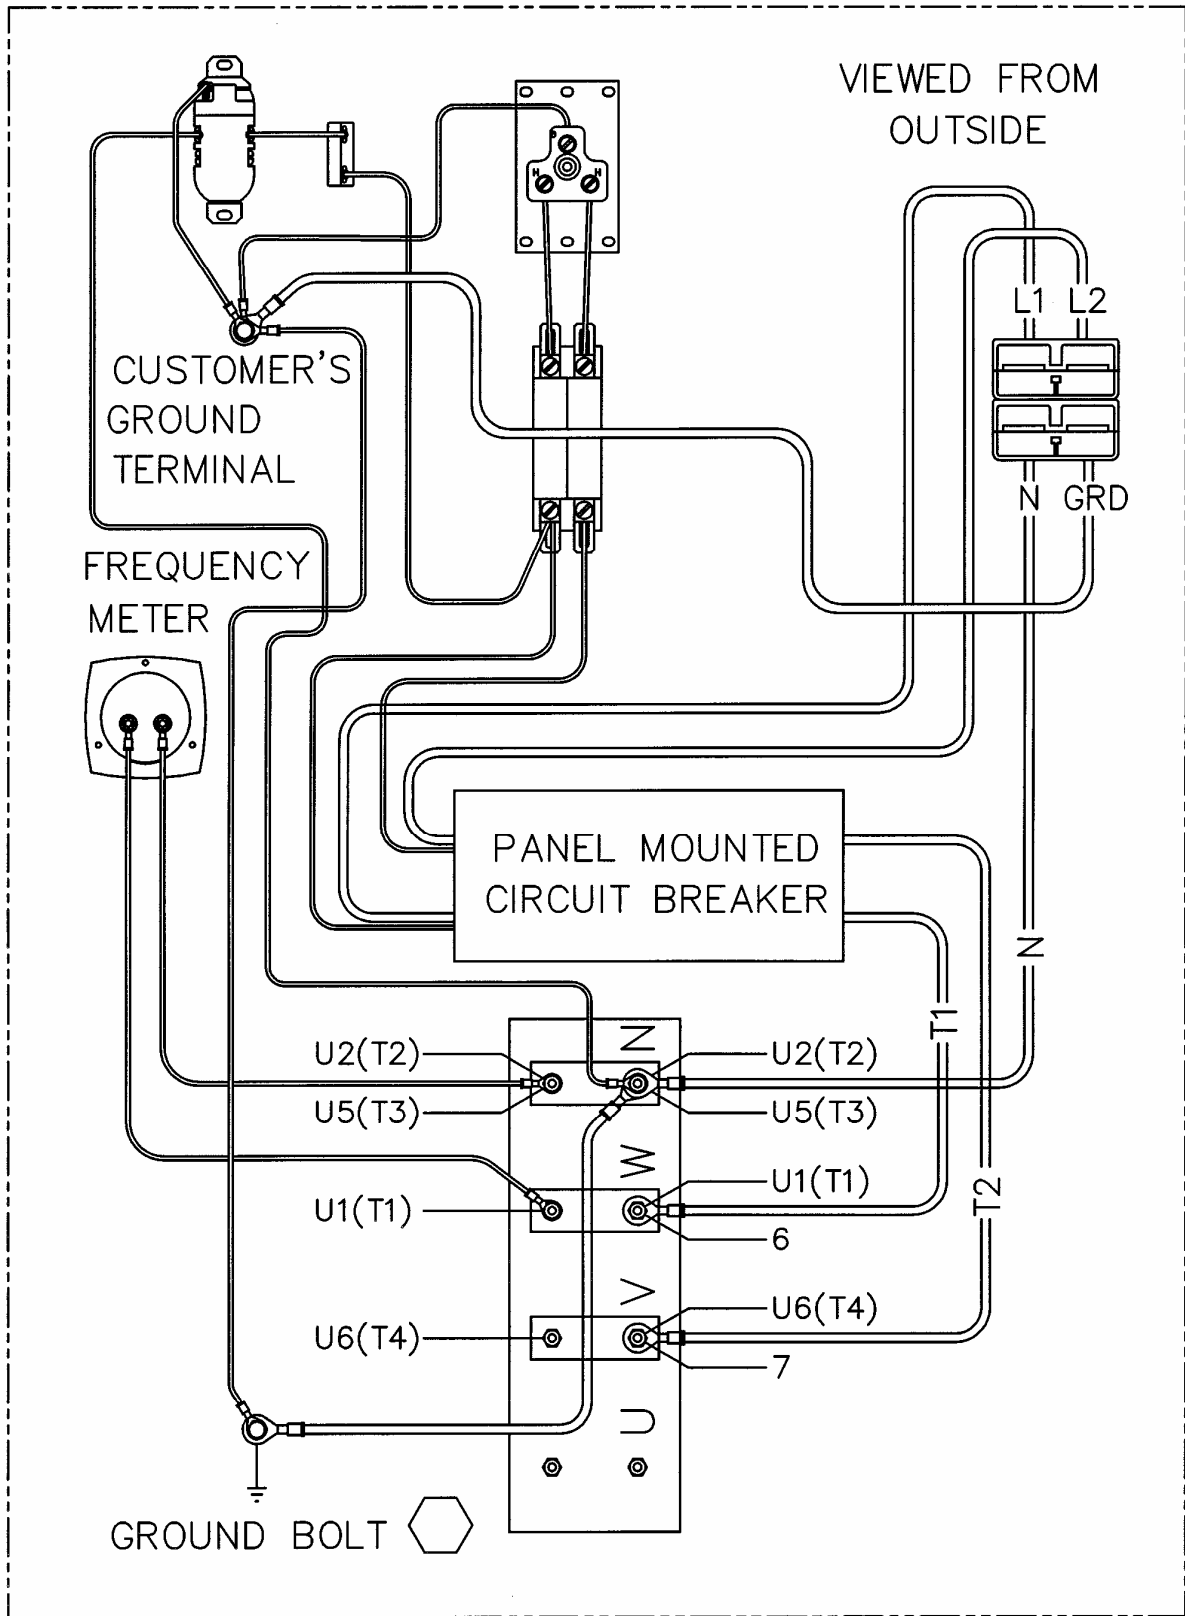 VIEWED FROM
OUTSIDE
H H
L1 L2
CUSTOMER'S
GROUND
TERMINAL
N GRD
FREQUENCY
METER
PANEL MOUNTED
CIRCUIT BREAKER
N
T1
N
U2(T2)
U2(T2)
U5(T3)
U5(T3)
W
U1(T1)
T2
U1(T1)
6
V
U6(T4)
U6(T4)
7
U
GROUND BOLT